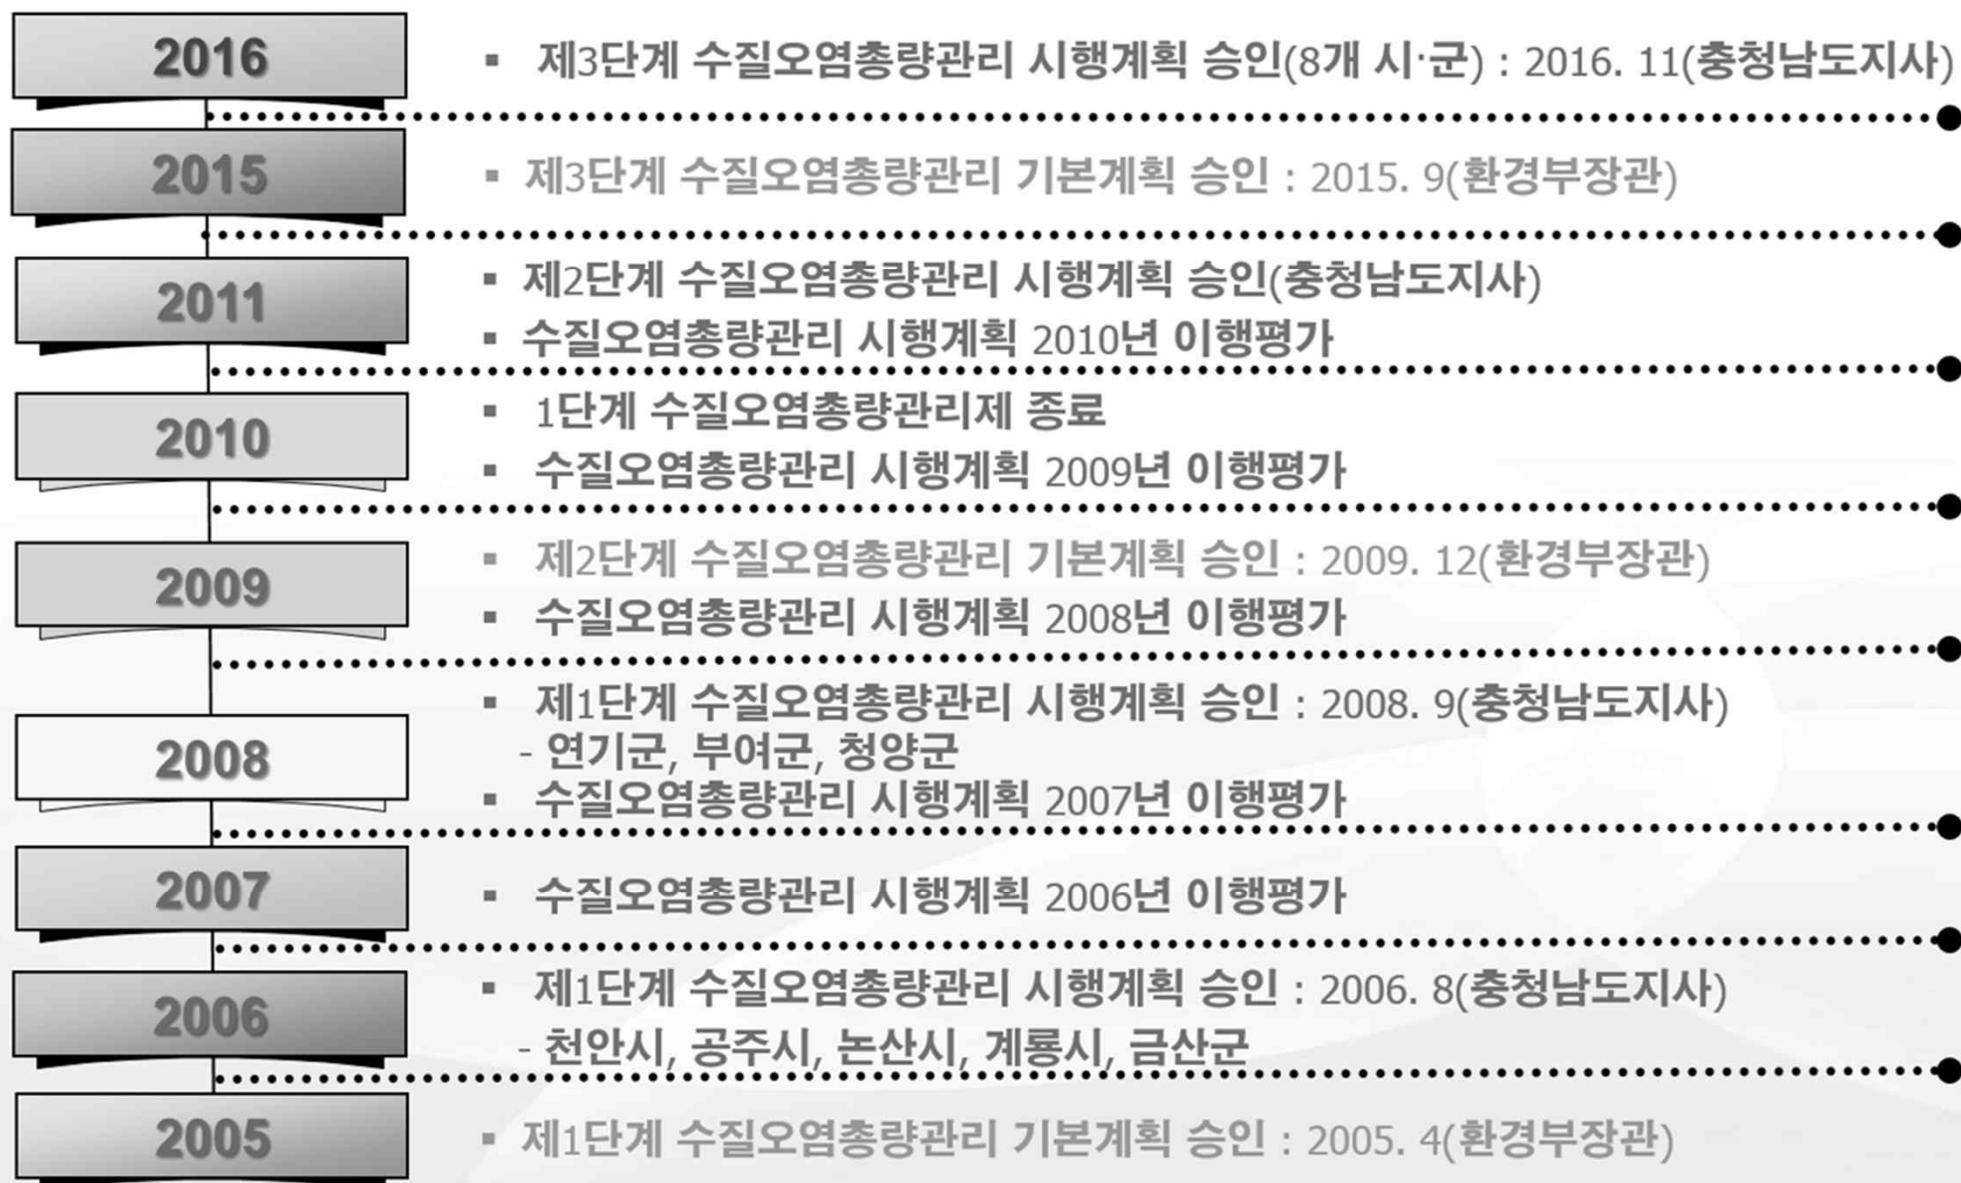 2016
▪ 제3단계 수질오염총량관리 시행계획 승인(8개 시·군) : 2016. 11(충청남도지사)
2015
▪ 제3단계 수질오염총량관리 기본계획 승인 : 2015. 9(환경부장관)
2011
▪ 제2단계 수질오염총량관리 시행계획 승인(충청남도지사)
▪ 수질오염총량관리 시행계획 2010년 이행평가
2010
▪ 1단계 수질오염총량관리제 종료
▪ 수질오염총량관리 시행계획 2009년 이행평가
2009
▪ 제2단계 수질오염총량관리 기본계획 승인 : 2009. 12(환경부장관)
▪ 수질오염총량관리 시행계획 2008년 이행평가
2008
▪ 제1단계 수질오염총량관리 시행계획 승인 : 2008. 9(충청남도지사)
- 연기군, 부여군, 청양군
▪ 수질오염총량관리 시행계획 2007년 이행평가
2007
▪ 수질오염총량관리 시행계획 2006년 이행평가
2006
▪ 제1단계 수질오염총량관리 시행계획 승인 : 2006. 8(충청남도지사)
- 천안시, 공주시, 논산시, 계룡시, 금산군
2005
▪ 제1단계 수질오염총량관리 기본계획 승인 : 2005. 4(환경부장관)